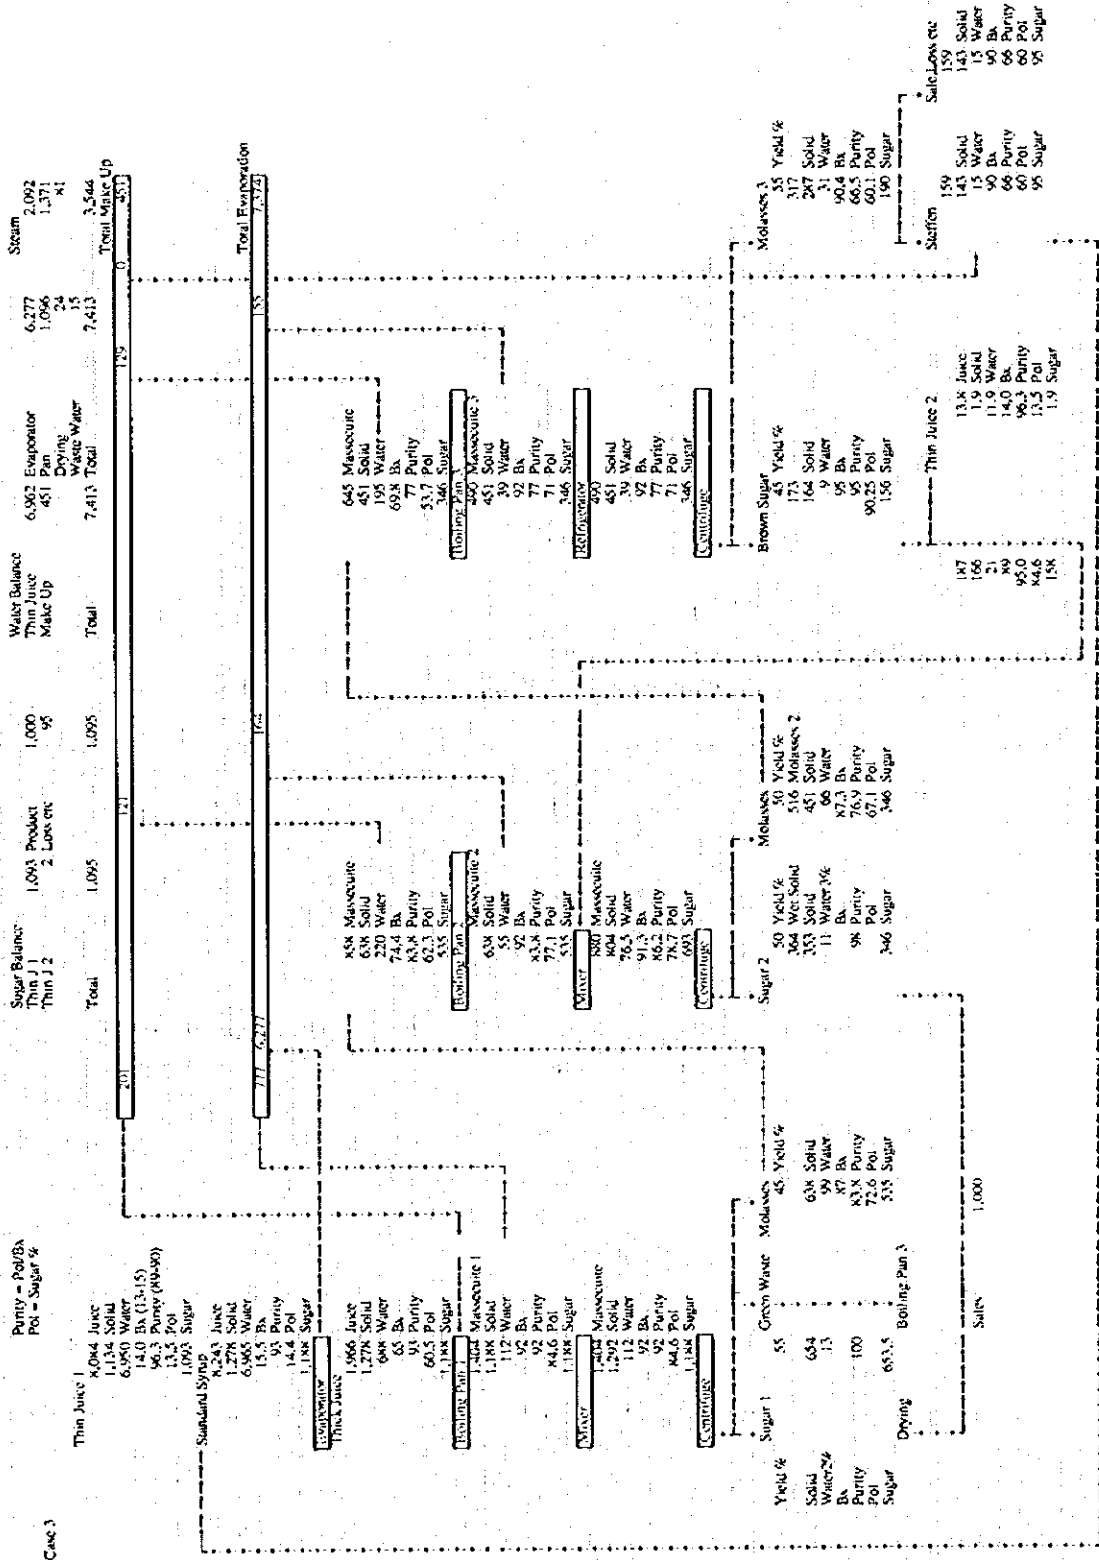 Case 3
Purity = Pol/Bx
Pol = Sugar %
Sugar Balance
Thin J 1 1,093 Product 1,000
Thin J 2 2 Loss etc 95
Total 1,095 1,095
Water Balance
Thin Juice 6,962 Evaporator 6,277
Make Up 451 Pan 1,096
Drying 24
Waste Water 15
Total 7,413 Total 7,413
Steam
2,092
1,371
81
3,544
Total Make Up
201 121 129 0 451
Total Evaporation
777 6,277 164 155 7,374
Thin Juice 1
8,084 Juice
1,134 Solid
6,950 Water
14.0 Bx (13-15)
96.3 Purity (89-90)
13.5 Pol
1,093 Sugar
Standard Syrup
8,243 Juice
1,278 Solid
6,965 Water
15.5 Bx
93 Purity
14.4 Pol
1,188 Sugar
Evaporator
Thick Juice
1,966 Juice
1,278 Solid
688 Water
65 Bx
93 Purity
60.5 Pol
1,188 Sugar
Boiling Pan 1
1,404 Massecuite 1
1,188 Solid
112 Water
92 Bx
92 Purity
84.6 Pol
1,188 Sugar
Mixer
1,404 Massecuite
1,292 Solid
112 Water
92 Bx
92 Purity
84.6 Pol
1,188 Sugar
Centrifuge
Sugar 1 Green Waste Molasses
Yield % 55 45 Yield %
Solid 654 638 Solid
Water2% 13 99 Water
Bx 87 Bx
Purity 100 83.8 Purity
Pol 72.6 Pol
Sugar 653.5 535 Sugar
Drying Boiling Pan 3
Sales 1,000
858 Massecuite
638 Solid
220 Water
74.4 Bx
83.8 Purity
62.3 Pol
535 Sugar
Boiling Pan 2
Massecuite 2
638 Solid
55 Water
92 Bx
83.8 Purity
77.1 Pol
535 Sugar
Mixer
880 Massecuite
804 Solid
76.5 Water
91.3 Bx
86.2 Purity
78.7 Pol
693 Sugar
Centrifuge
Sugar 2 Molasses
50 Yield % 50 Yield %
364 Wet Solid 516 Molasses 2
353 Solid 451 Solid
11 Water 3% 66 Water
Bx 87.3 Bx
98 Purity 76.9 Purity
Pol 67.1 Pol
346 Sugar 346 Sugar
645 Massecuite
451 Solid
195 Water
69.8 Bx
77 Purity
53.7 Pol
346 Sugar
Boiling Pan 3
490 Massecuite 3
451 Solid
39 Water
92 Bx
77 Purity
71 Pol
346 Sugar
Refrigerator
490
451 Solid
39 Water
92 Bx
77 Purity
71 Pol
346 Sugar
Centrifuge
Brown Sugar Molasses 3
45 Yield % 55 Yield %
173 317
164 Solid 287 Solid
9 Water 31 Water
95 Bx 90.4 Bx
95 Purity 66.5 Purity
90.25 Pol 60.1 Pol
156 Sugar 190 Sugar
Thin Juice 2
187 13.8 Juice
166 1.9 Solid
21 11.9 Water
89 14.0 Bx
95.0 96.3 Purity
84.6 13.5 Pol
158 1.9 Sugar
Steffen Sale,Loss etc
159 159
143 Solid 143 Solid
15 Water 15 Water
90 Bx 90 Bx
66 Purity 66 Purity
60 Pol 60 Pol
95 Sugar 95 Sugar